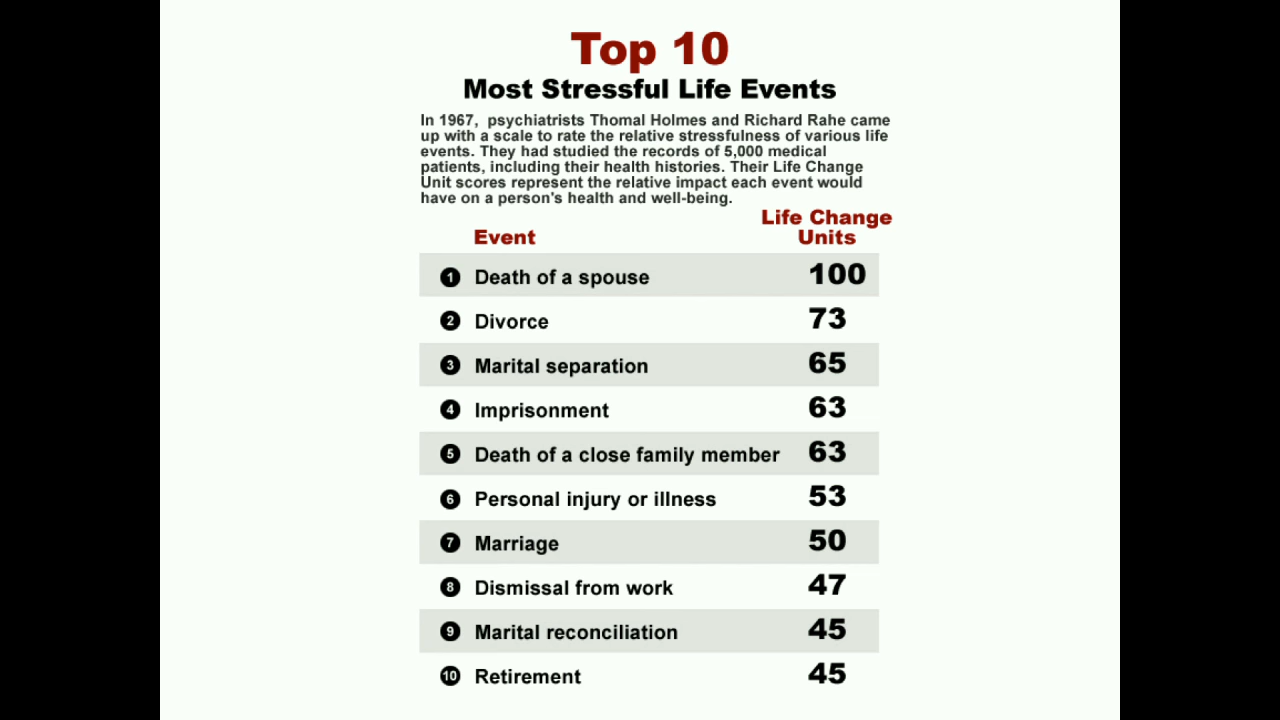 Top 10
Most Stressful Life Events
In 1967,  psychiatrists Thomal Holmes and Richard Rahe came
up with a scale to rate the relative stressfulness of various life
events. They had studied the records of 5,000 medical
patients, including their health histories. Their Life Change
Unit scores represent the relative impact each event would
have on a person's health and well-being.
Life Change
Event Units
1 Death of a spouse 100
2 Divorce 73
3 Marital separation 65
4 Imprisonment 63
5 Death of a close family member 63
6 Personal injury or illness 53
7 Marriage 50
8 Dismissal from work 47
9 Marital reconciliation 45
10 Retirement 45